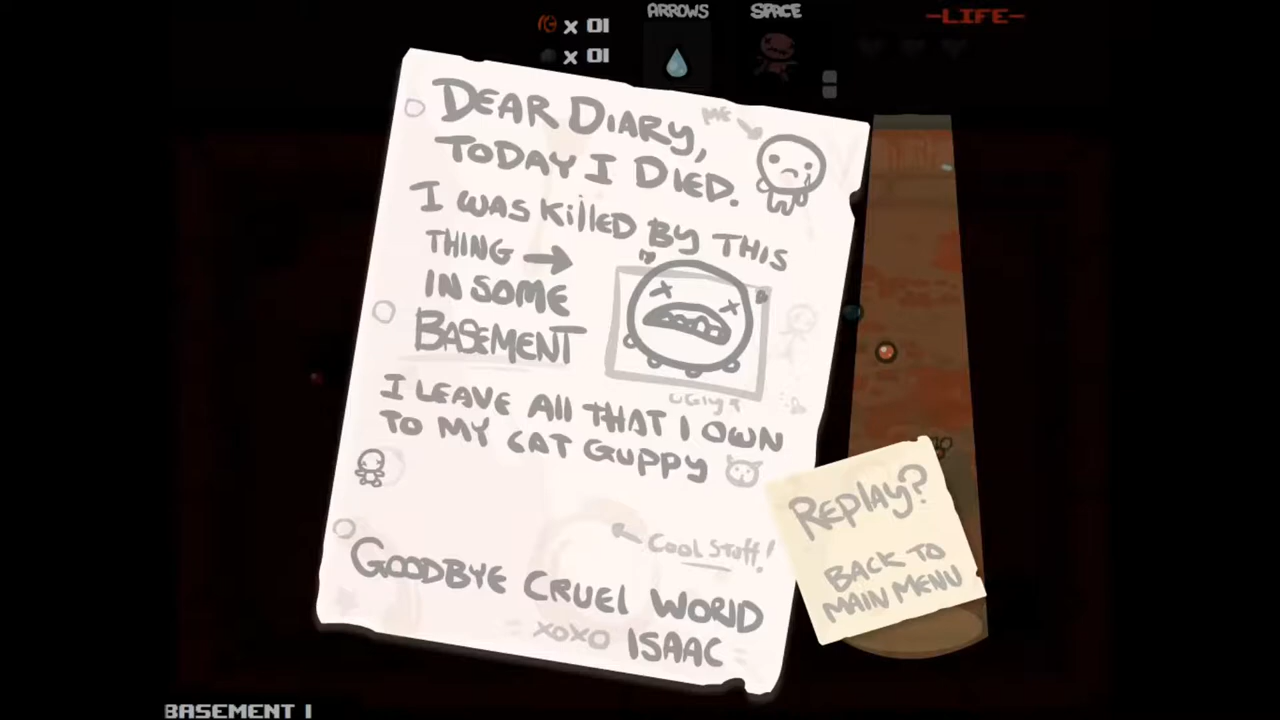 ARROWS
SPACE
-LIFE-
x 01
x 01
DEAR DIARY,
TODAY I DIED.
ME
I WAS KILLED BY THIS
THING →
IN SOME
BASEMENT
UGLY
I LEAVE ALL THAT I OWN
TO MY CAT GUPPY
COOL STUFF!
GOODBYE CRUEL WORLD
XOXO ISAAC
REPLAY?
BACK TO
MAIN MENU
BASEMENT I